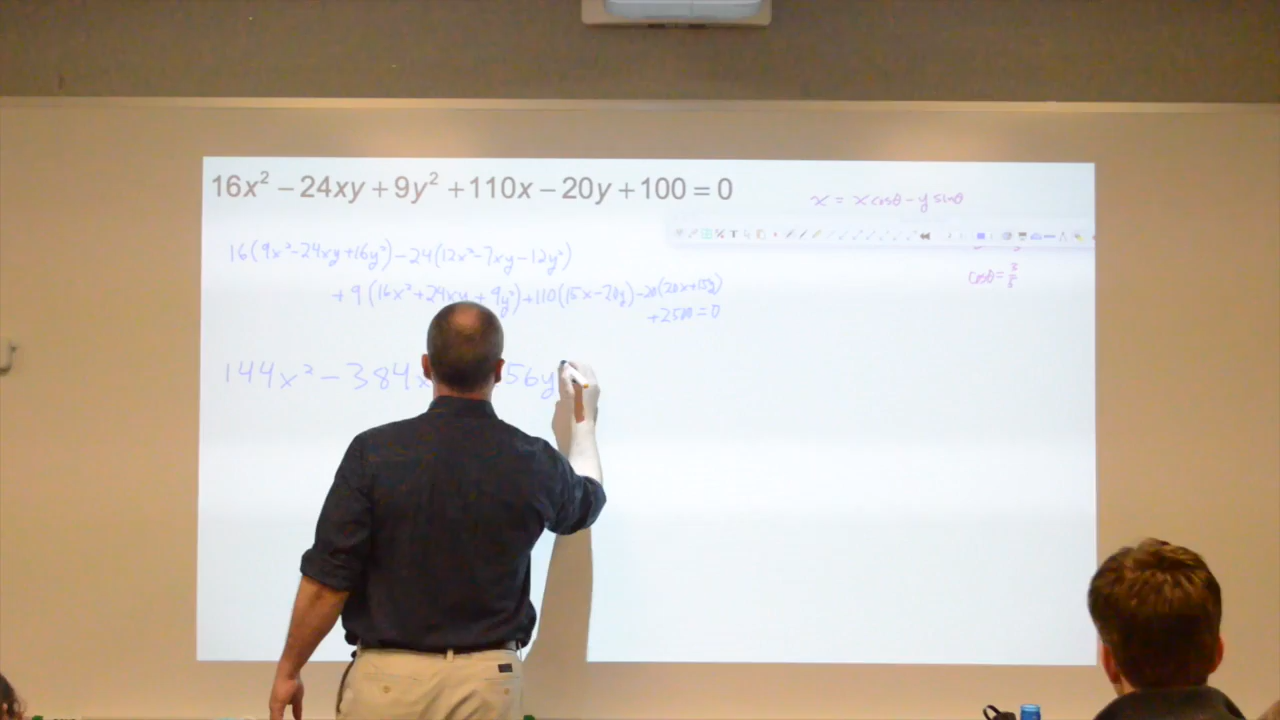 16x² − 24xy + 9y² + 110x − 20y + 100 = 0
x = x cosθ − y sinθ
16(9x²−24xy+16y²)−24(12x²−7xy−12y²)
cosθ = 3/5
+9(16x²+24xy+9y²)+110(15x−20y)−20(20x+15y)
+2500=0
144x² − 384x 56y